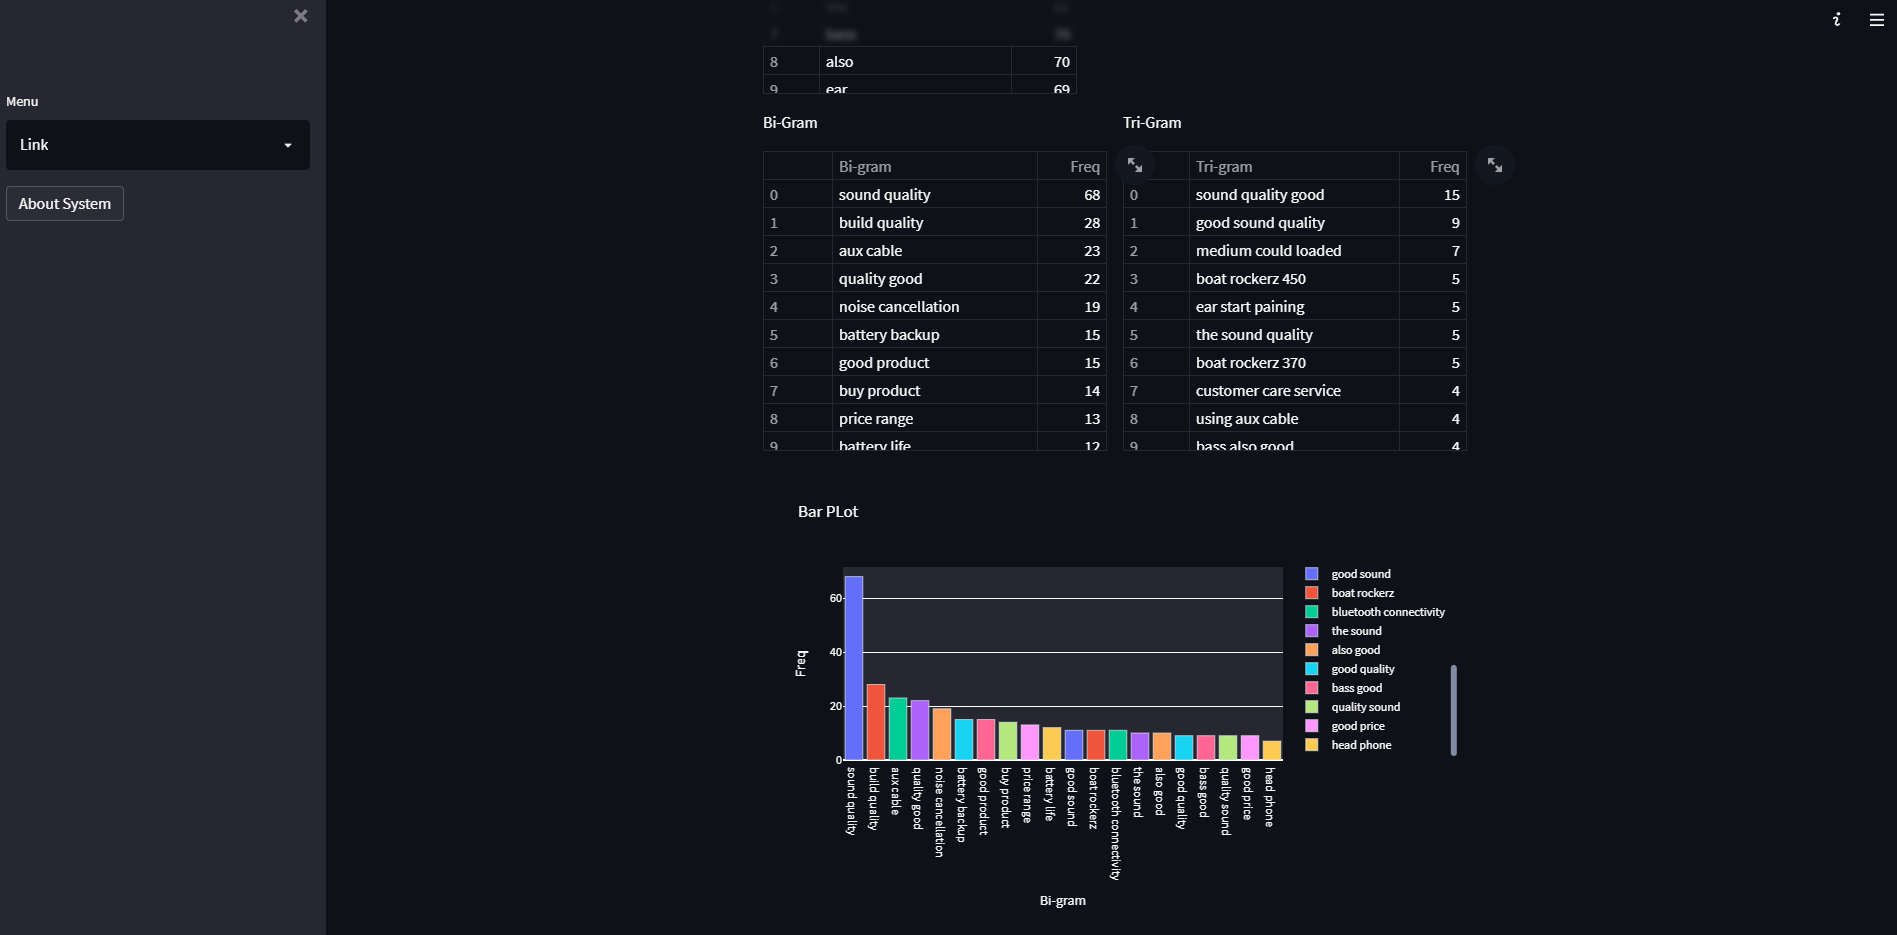 Menu
Link
About System
7 bass 70
8 also 70
9 ear 69
Bi-Gram
Bi-gram Freq
0 sound quality 68
1 build quality 28
2 aux cable 23
3 quality good 22
4 noise cancellation 19
5 battery backup 15
6 good product 15
7 buy product 14
8 price range 13
9 battery life 12
Tri-Gram
Tri-gram Freq
0 sound quality good 15
1 good sound quality 9
2 medium could loaded 7
3 boat rockerz 450 5
4 ear start paining 5
5 the sound quality 5
6 boat rockerz 370 5
7 customer care service 4
8 using aux cable 4
9 bass also good 4
Bar PLot
Freq
60
40
20
0
sound quality
build quality
aux cable
quality good
noise cancellation
battery backup
good product
buy product
price range
battery life
good sound
boat rockerz
bluetooth connectivity
the sound
also good
good quality
bass good
quality sound
good price
head phone
Bi-gram
good sound
boat rockerz
bluetooth connectivity
the sound
also good
good quality
bass good
quality sound
good price
head phone